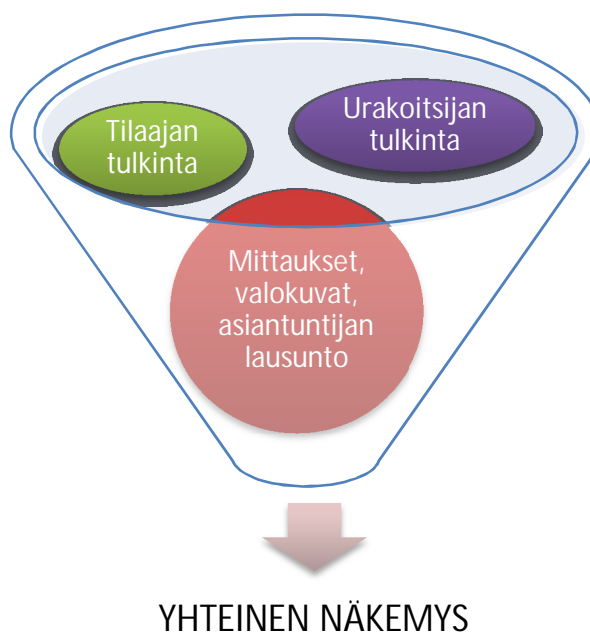 Tilaajan
tulkinta
Urakoitsijan
tulkinta
Mittaukset,
valokuvat,
asiantuntijan
lausunto
YHTEINEN NÄKEMYS